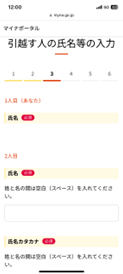 12:00
5G 60
myna.go.jp
マイナポータル
引越す人の氏名等の入力
1 2 3 4 5 6
1人目（あなた）
氏名 必須
2人目
氏名 必須
姓と名の間は空白（スペース）を入れてくださ
い。
氏名カタカナ 必須
姓と名の間は空白（スペース）を入れてくださ
い。